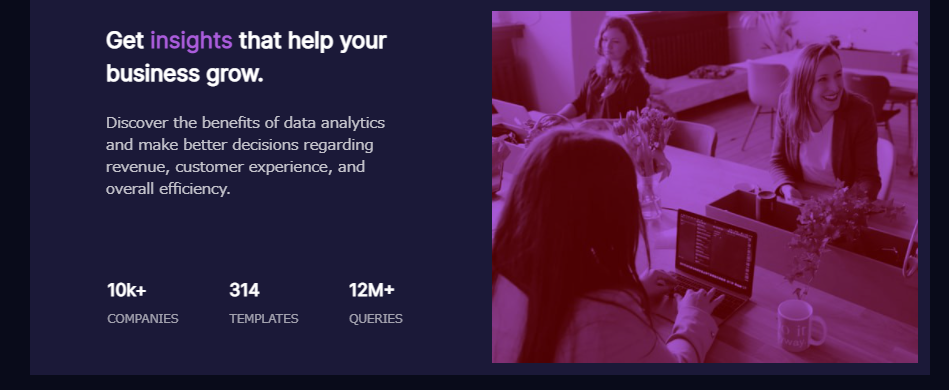 Get insights that help your
business grow.
Discover the benefits of data analytics
and make better decisions regarding
revenue, customer experience, and
overall efficiency.
10k+ 314 12M+
COMPANIES TEMPLATES QUERIES